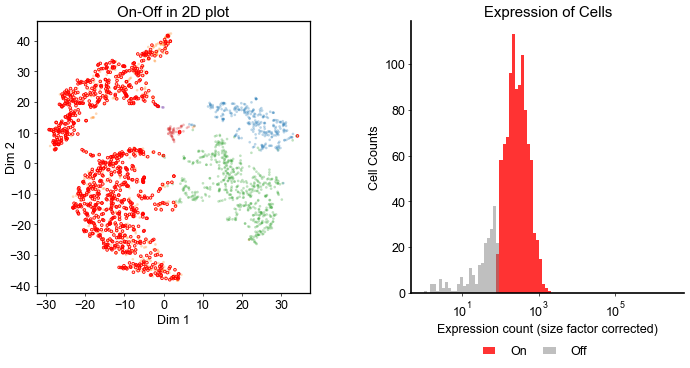 On-Off in 2D plot
40
30
20
10
0
−10
−20
−30
−40
Dim 2
−30 −20 −10 0 10 20 30
Dim 1
Expression of Cells
100
80
60
40
20
0
Cell Counts
10^1 10^3 10^5
Expression count (size factor corrected)
On Off